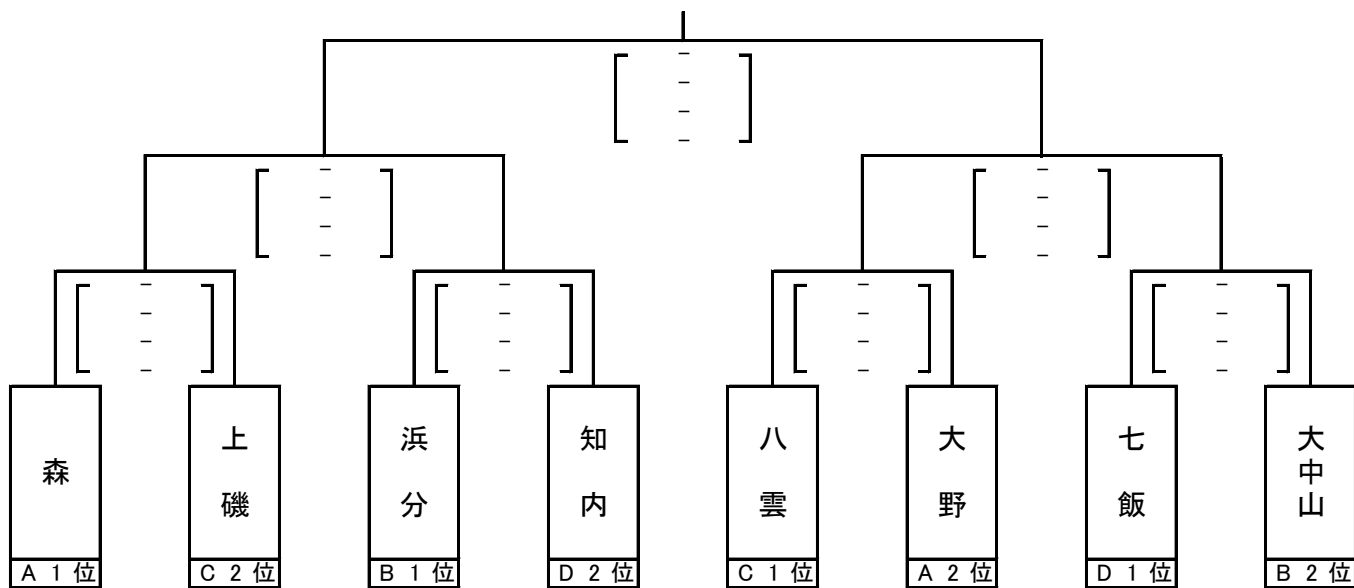 森
上磯
浜分
知内
八雲
大野
七飯
大中山
A 1 位
C 2 位
B 1 位
D 2 位
C 1 位
A 2 位
D 1 位
B 2 位